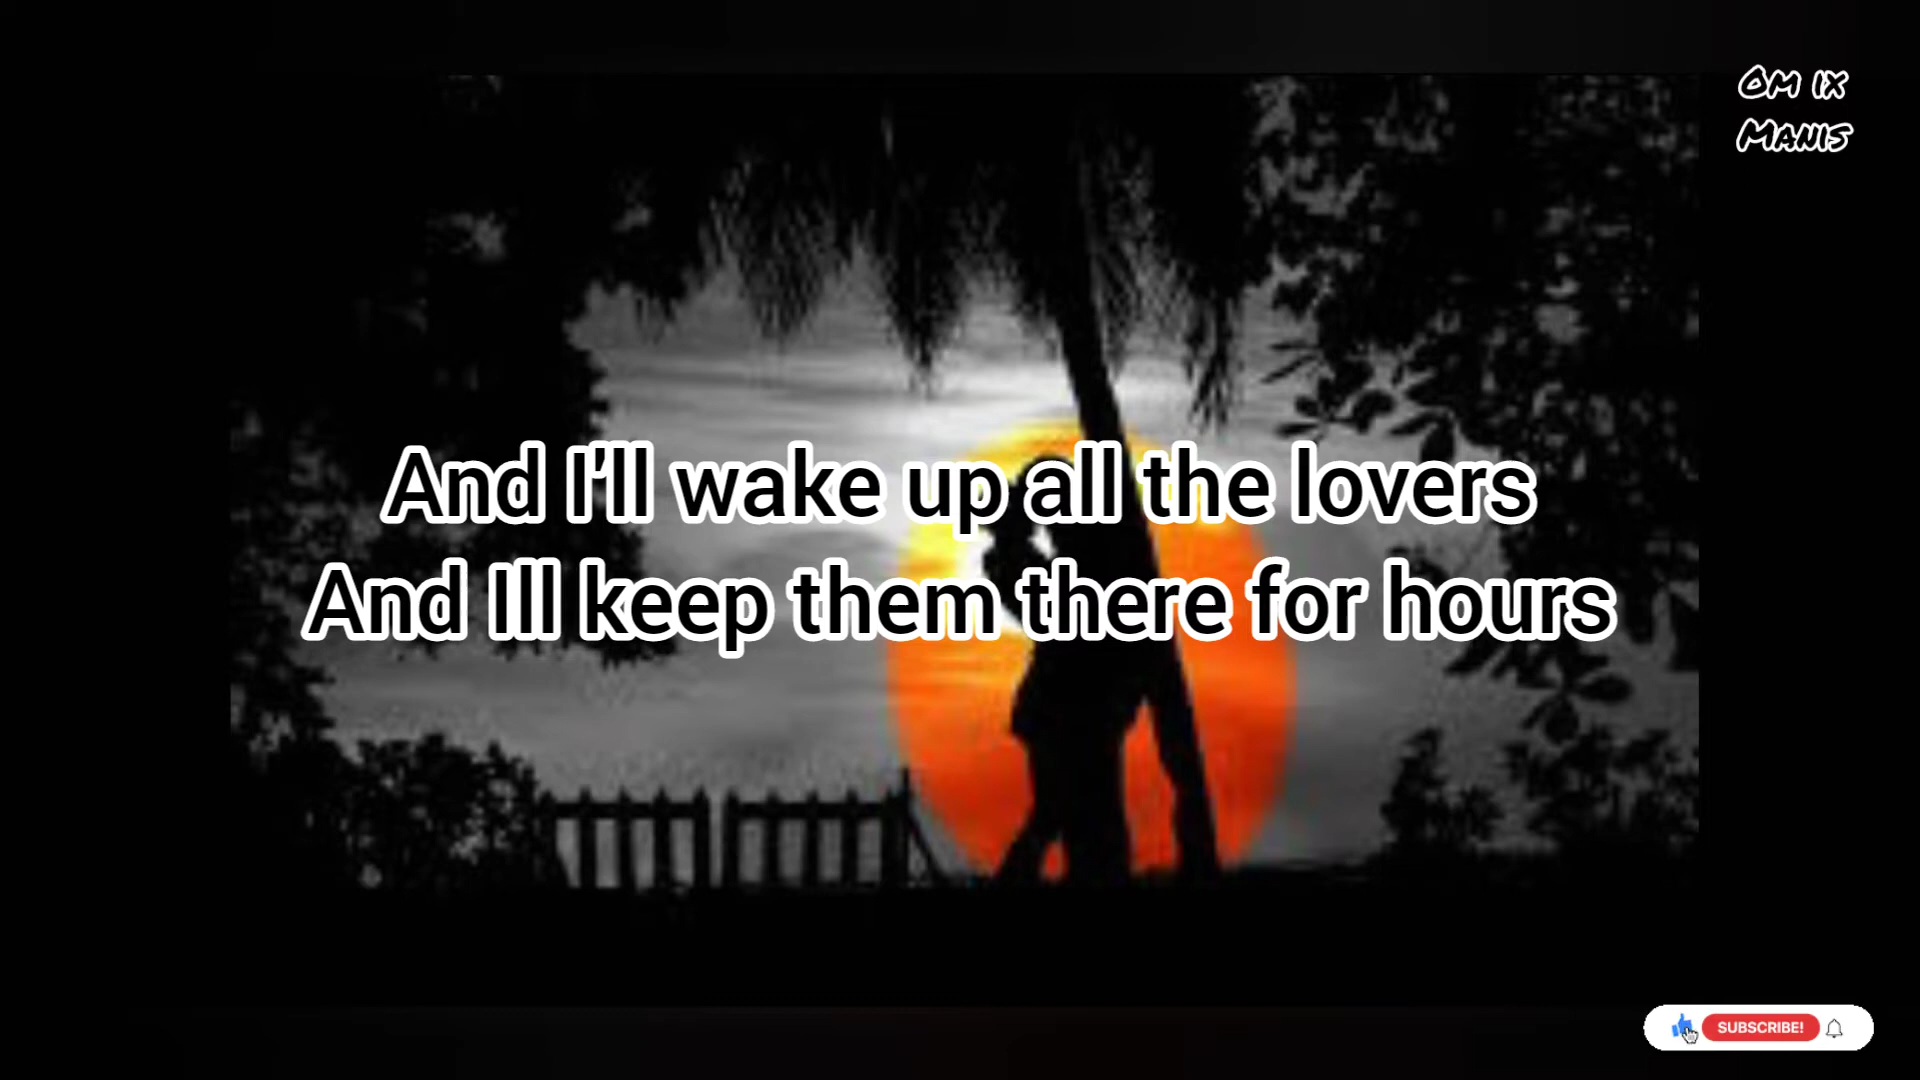 Om ix
Manis
And I'll wake up all the lovers
And Ill keep them there for hours
SUBSCRIBE!